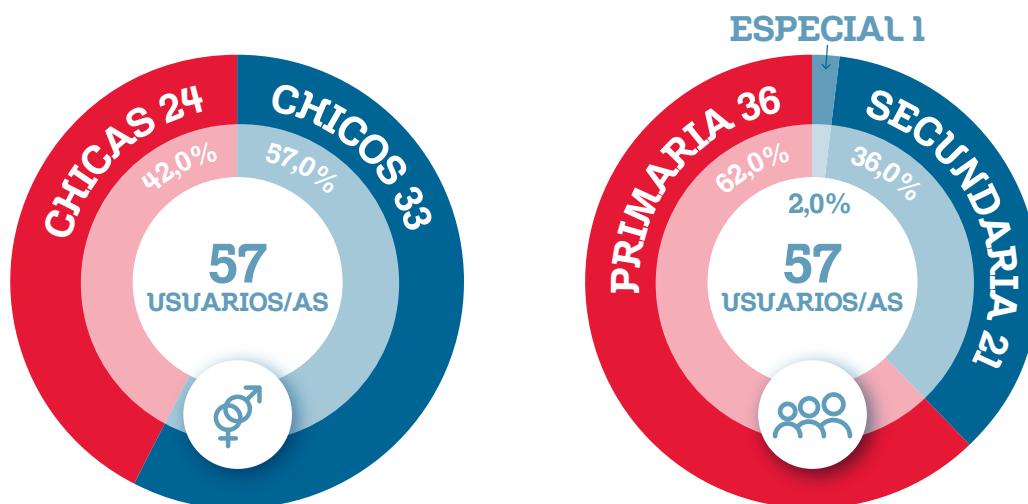 CHICAS 24
CHICOS 33
42,0%
57,0%
57
USUARIOS/AS
ESPECIAL 1
PRIMARIA 36
SECUNDARIA 21
62,0%
36,0%
2,0%
57
USUARIOS/AS